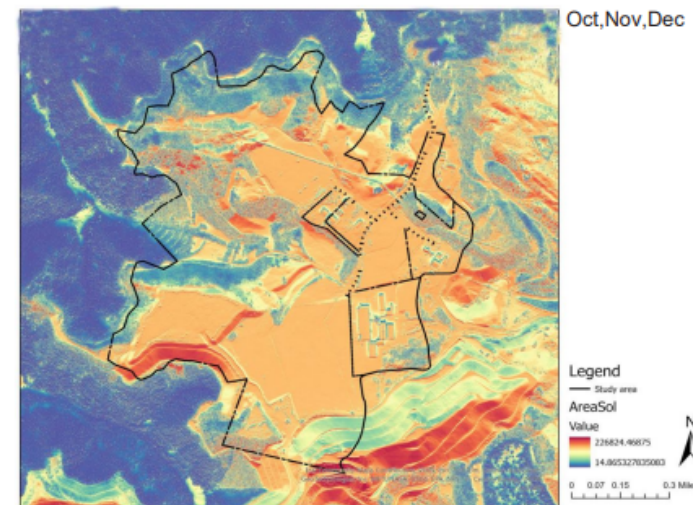 Oct,Nov,Dec
Legend
Study area
AreaSol
Value
226824.46875
14.865327835083
N
0 0.07 0.15 0.3 Mile